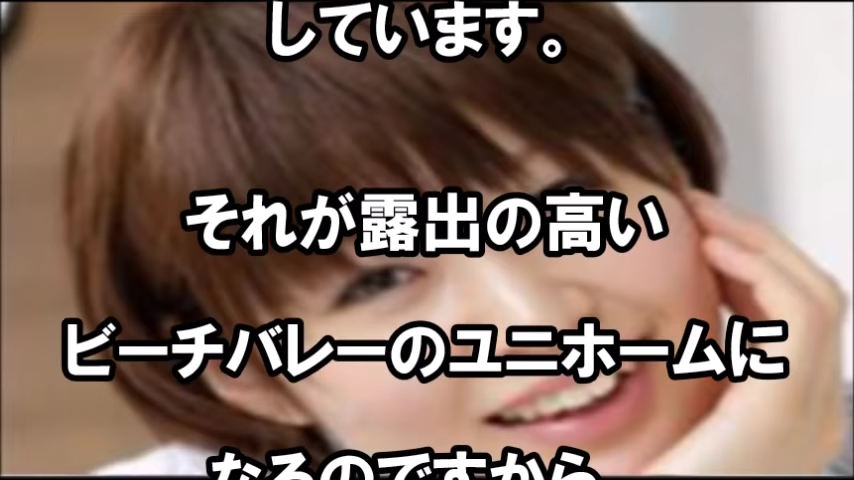 しています。
それが露出の高い
ビーチバレーのユニホームに
なるのですから